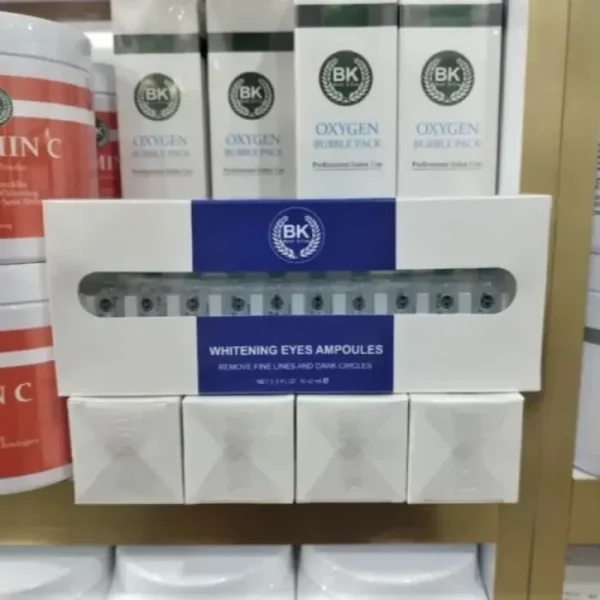 BK
BK
BK
BK
OXYGEN
BUBBLE PACK
OXYGEN
BUBBLE PACK
OXYGEN
BUBBLE PACK
Professional Salon Use
OXYGEN
BUBBLE PACK
Professional Salon Use
MIN C
MIN
BK
WHITENING EYES AMPOULES
REMOVE FINE LINES AND DARK CIRCLES
N C